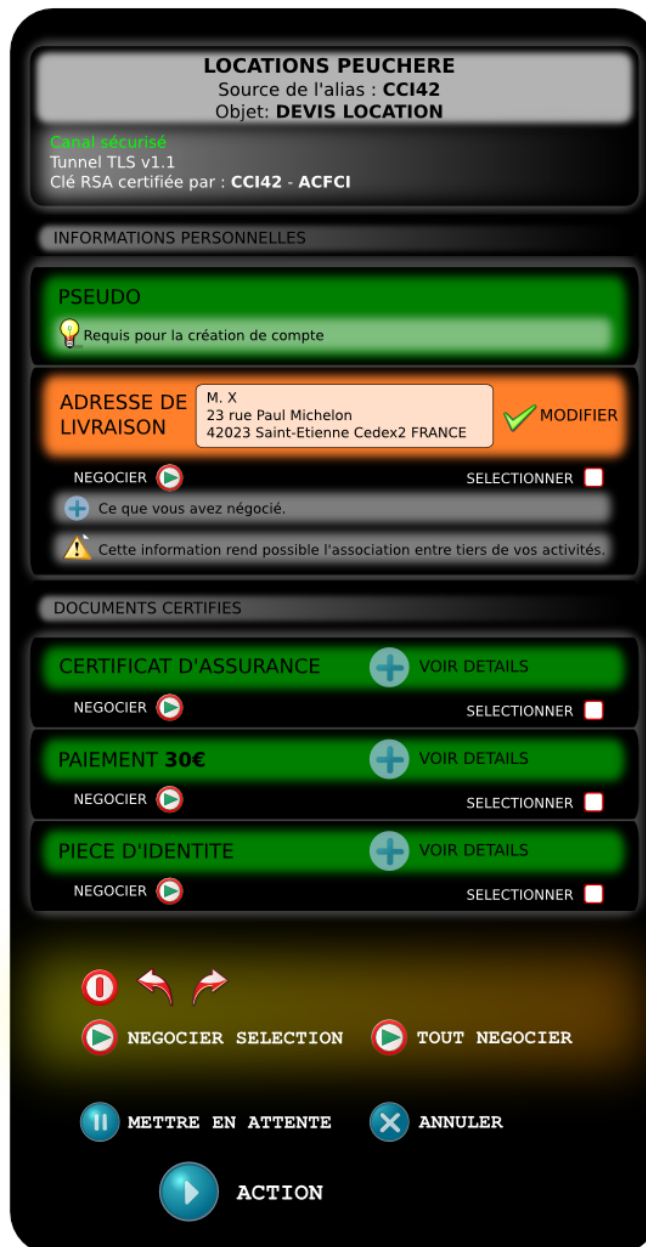 LOCATIONS PEUCHERE
Source de l'alias : CCI42
Objet: DEVIS LOCATION
Canal sécurisé
Tunnel TLS v1.1
Clé RSA certifiée par : CCI42 - ACFCI
INFORMATIONS PERSONNELLES
PSEUDO
Requis pour la création de compte
ADRESSE DE LIVRAISON
M. X
23 rue Paul Michelon
42023 Saint-Etienne Cedex2 FRANCE
MODIFIER
NEGOCIER
SELECTIONNER
Ce que vous avez négocié.
Cette information rend possible l'association entre tiers de vos activités.
DOCUMENTS CERTIFIES
CERTIFICAT D'ASSURANCE
VOIR DETAILS
NEGOCIER
SELECTIONNER
PAIEMENT 30€
VOIR DETAILS
NEGOCIER
SELECTIONNER
PIECE D'IDENTITE
VOIR DETAILS
NEGOCIER
SELECTIONNER
NEGOCIER SELECTION
TOUT NEGOCIER
METTRE EN ATTENTE
ANNULER
ACTION